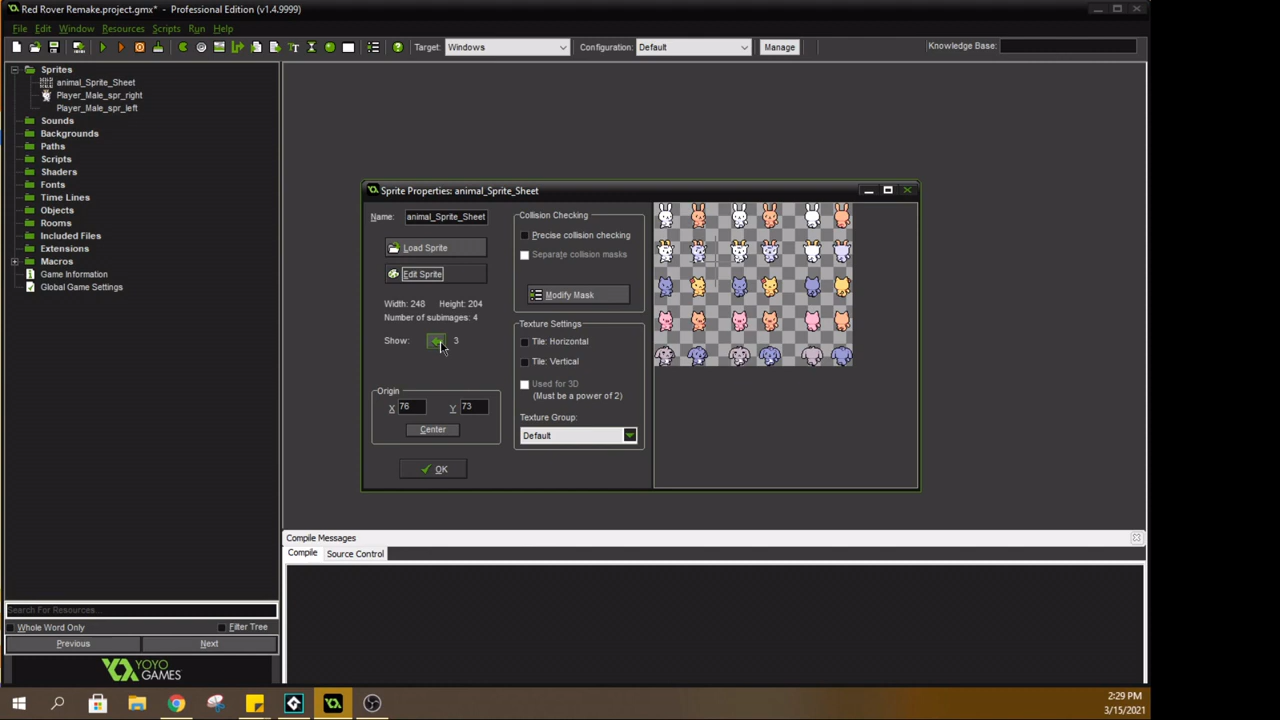 Red Rover Remake.project.gmx* - Professional Edition (v1.4.9999)
File Edit Window Resources Scripts Run Help
Target: Windows Configuration: Default Manage Knowledge Base:
Sprites
animal_Sprite_Sheet
Player_Male_spr_right
Player_Male_spr_left
Sounds
Backgrounds
Paths
Scripts
Shaders
Fonts
Time Lines
Objects
Rooms
Included Files
Extensions
Macros
Game Information
Global Game Settings
Sprite Properties: animal_Sprite_Sheet
Name: animal_Sprite_Sheet
Load Sprite
Edit Sprite
Width: 248 Height: 204
Number of subimages: 4
Show: 3
Origin
X 76 Y 73
Center
OK
Collision Checking
Precise collision checking
Separate collision masks
Modify Mask
Texture Settings
Tile: Horizontal
Tile: Vertical
Used for 3D
(Must be a power of 2)
Texture Group:
Default
Compile Messages
Compile Source Control
Search For Resources...
Whole Word Only Filter Tree
Previous Next
YOYO
GAMES™
2:29 PM
3/15/2021